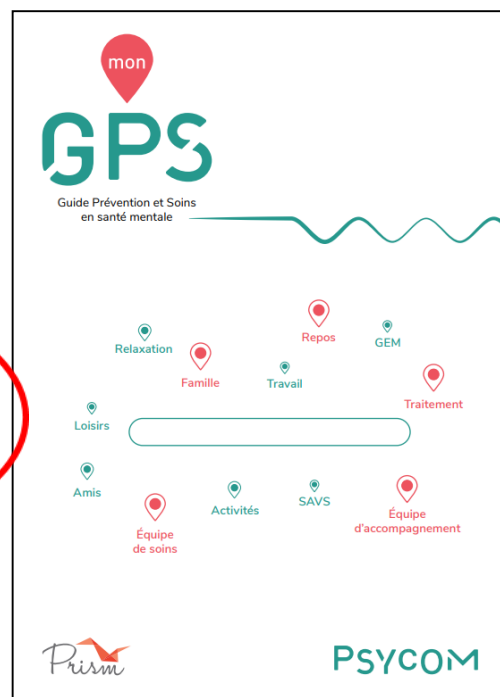 mon
GPS
Guide Prévention et Soins
en santé mentale
Repos
GEM
Relaxation
Famille
Travail
Traitement
Loisirs
Amis
Équipe
de soins
Activités
SAVS
Équipe
d'accompagnement
Prism
PSYCOM